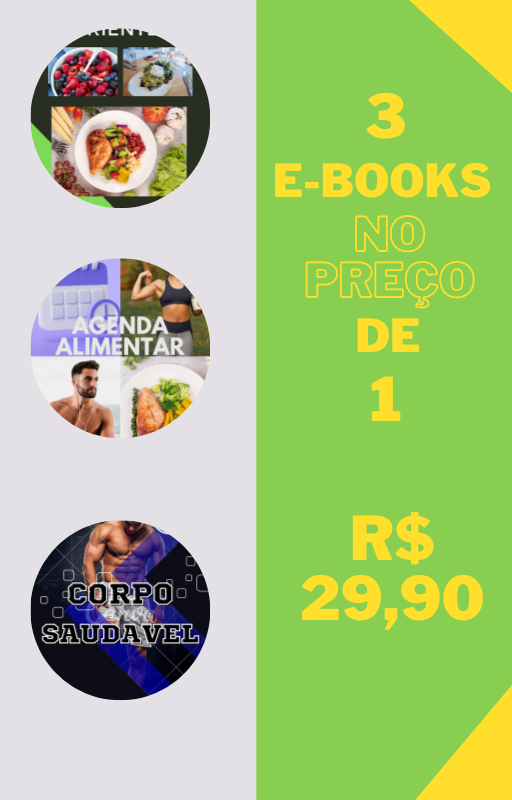 AGENDA
ALIMENTAR
CORPO
SAUDAVEL
3
E-BOOKS
NO
PREÇO
DE
1
R$
29,90